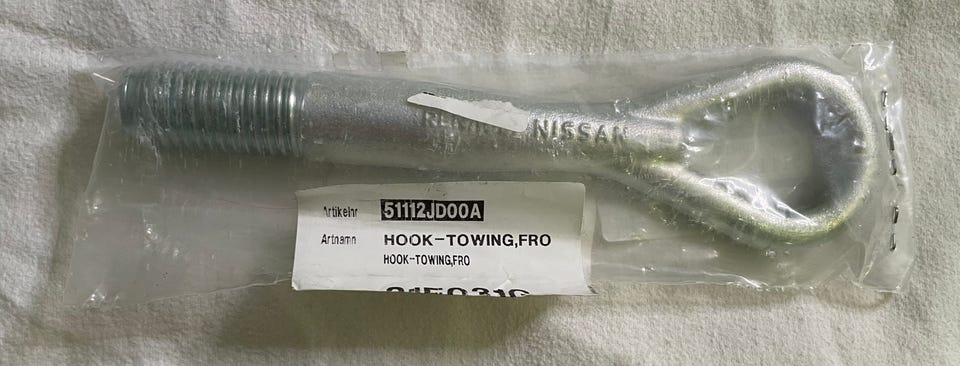 NISSAN
Artikelnr 51112JD00A
Artnamn HOOK-TOWING,FRO
HOOK-TOWING,FRO